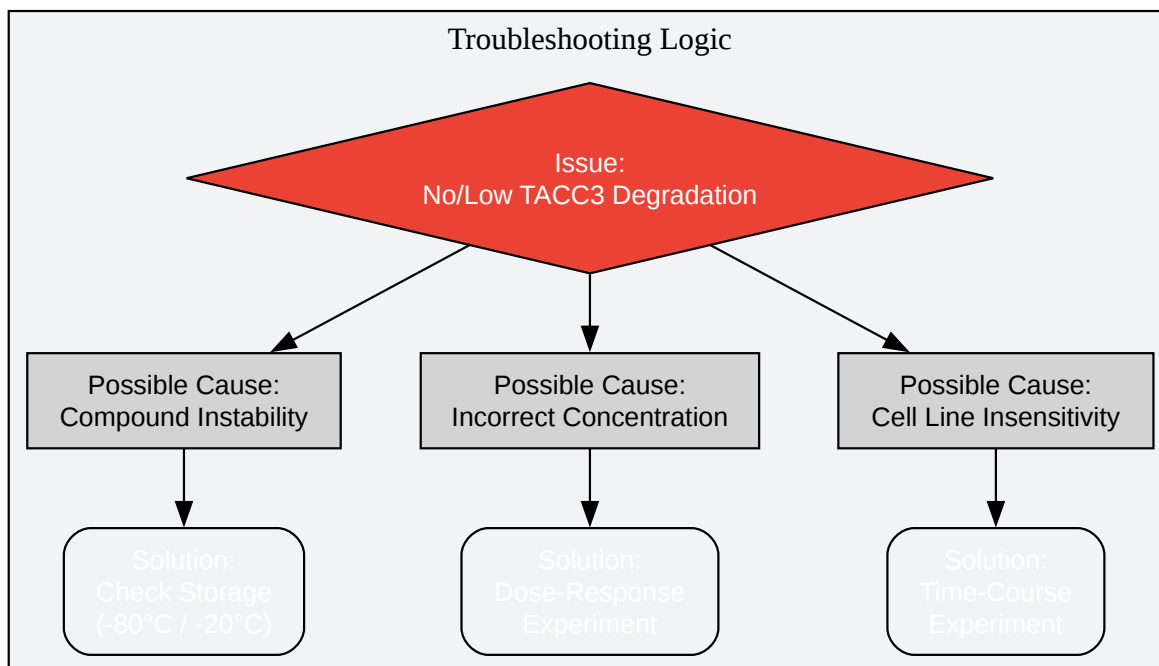 Troubleshooting Logic
Issue:
No/Low TACC3 Degradation
Possible Cause:
Compound Instability
Possible Cause:
Incorrect Concentration
Possible Cause:
Cell Line Insensitivity
Solution:
Check Storage
(-80°C / -20°C)
Solution:
Dose-Response
Experiment
Solution:
Time-Course
Experiment